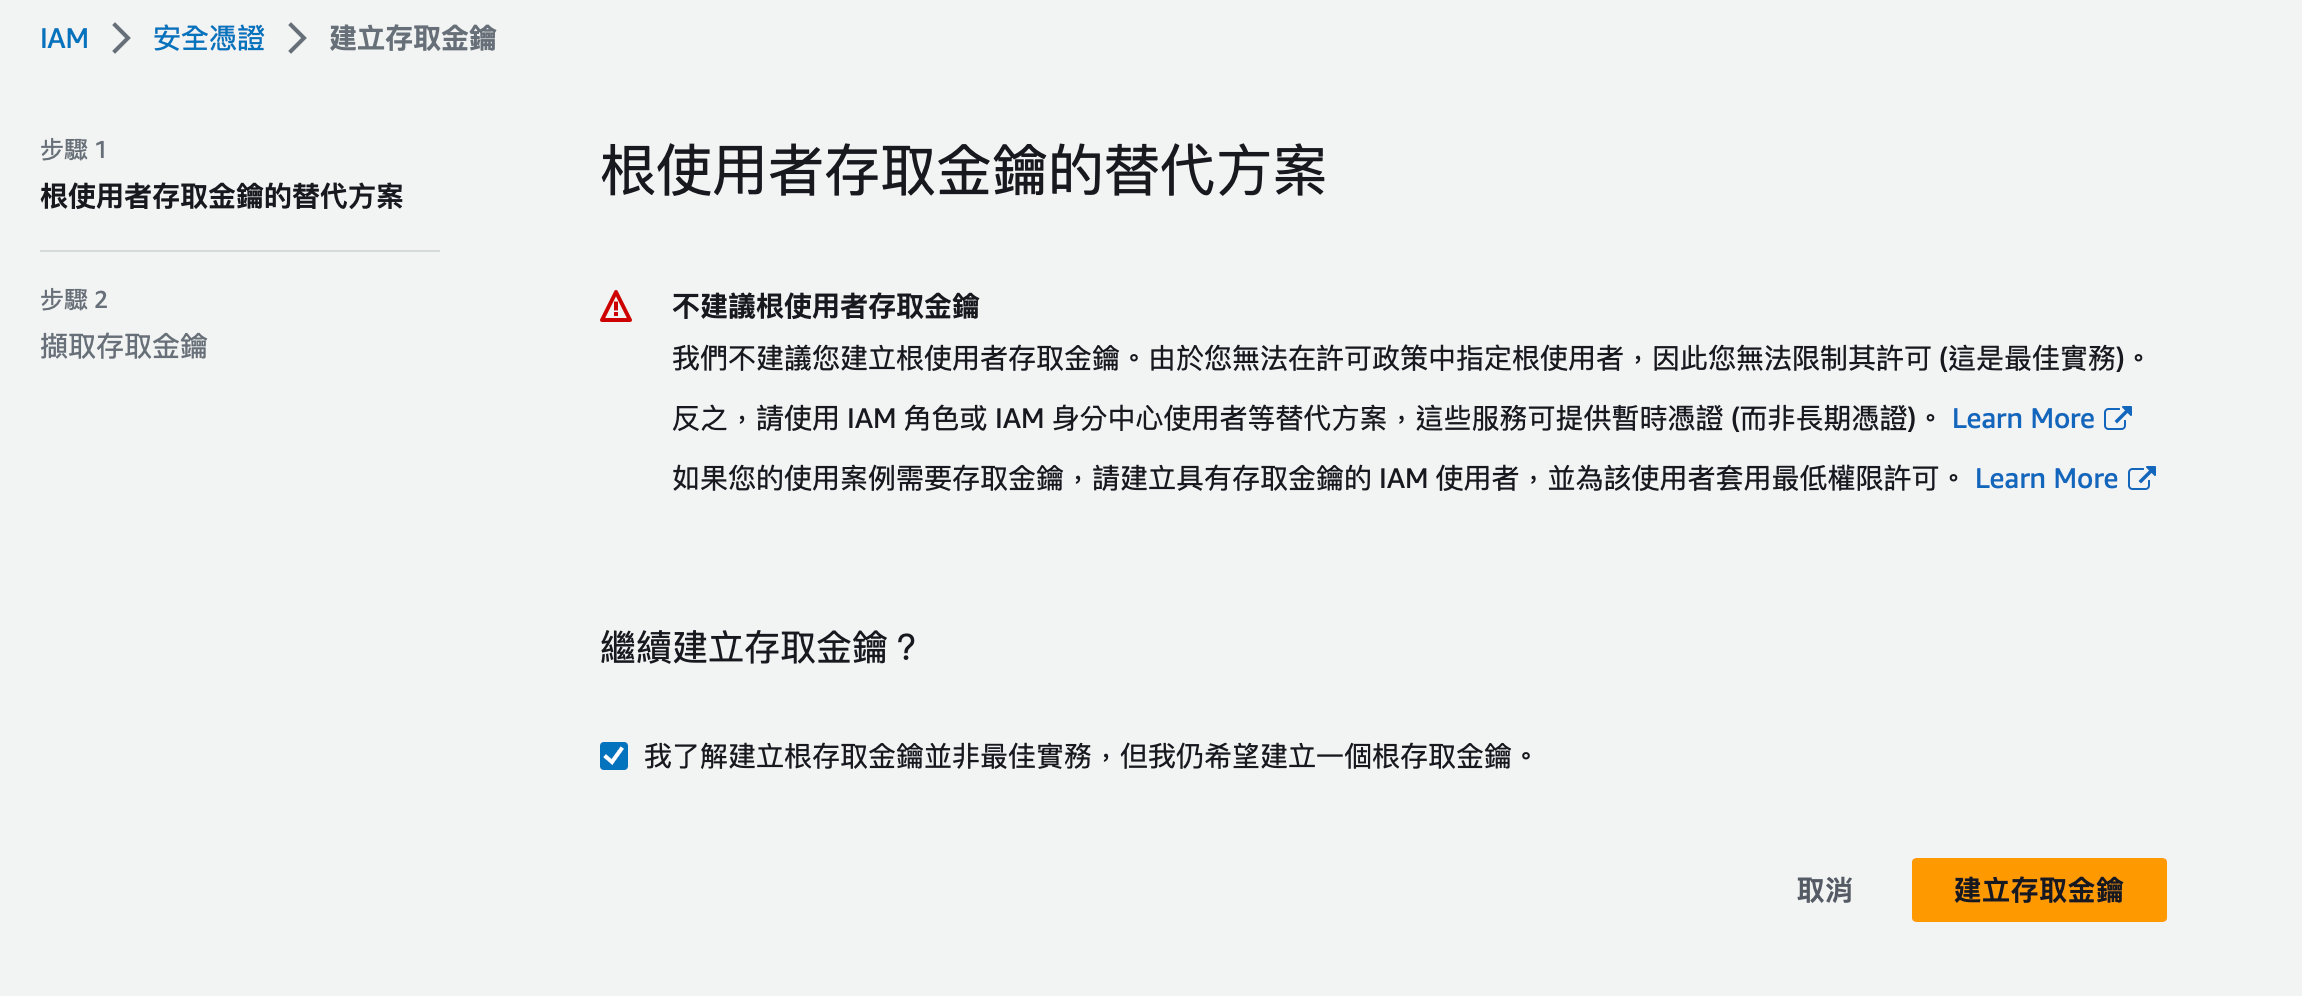 IAM > 安全憑證 > 建立存取金鑰
步驟 1
根使用者存取金鑰的替代方案
步驟 2
擷取存取金鑰
根使用者存取金鑰的替代方案
不建議根使用者存取金鑰
我們不建議您建立根使用者存取金鑰。由於您無法在許可政策中指定根使用者，因此您無法限制其許可 (這是最佳實務)。
反之，請使用 IAM 角色或 IAM 身分中心使用者等替代方案，這些服務可提供暫時憑證 (而非長期憑證)。 Learn More
如果您的使用案例需要存取金鑰，請建立具有存取金鑰的 IAM 使用者，並為該使用者套用最低權限許可。 Learn More
繼續建立存取金鑰？
我了解建立根存取金鑰並非最佳實務，但我仍希望建立一個根存取金鑰。
取消
建立存取金鑰